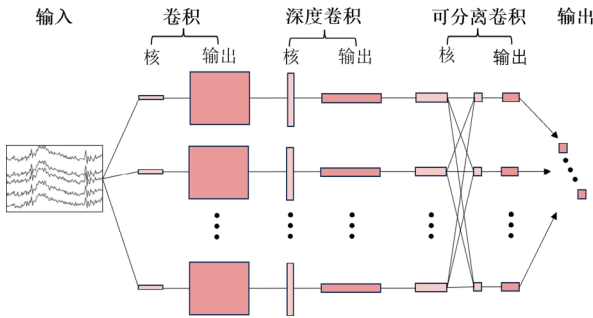 输入 卷积 深度卷积 可分离卷积 输出
核 输出 核 输出 核 输出